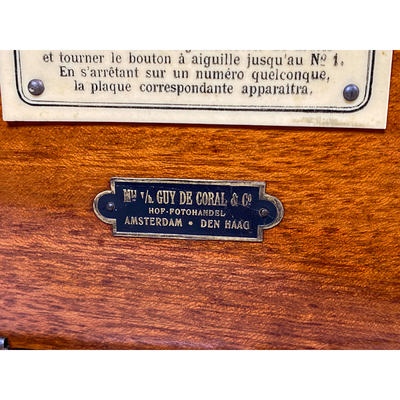 et tourner le bouton à aiguille jusqu'au Nº 1.
En s'arrêtant sur un numéro quelconque,
la plaque correspondante apparaîtra.
MIJ v/h. GUY DE CORAL & Cº
HOF-FOTOHANDEL
AMSTERDAM • DEN HAAG